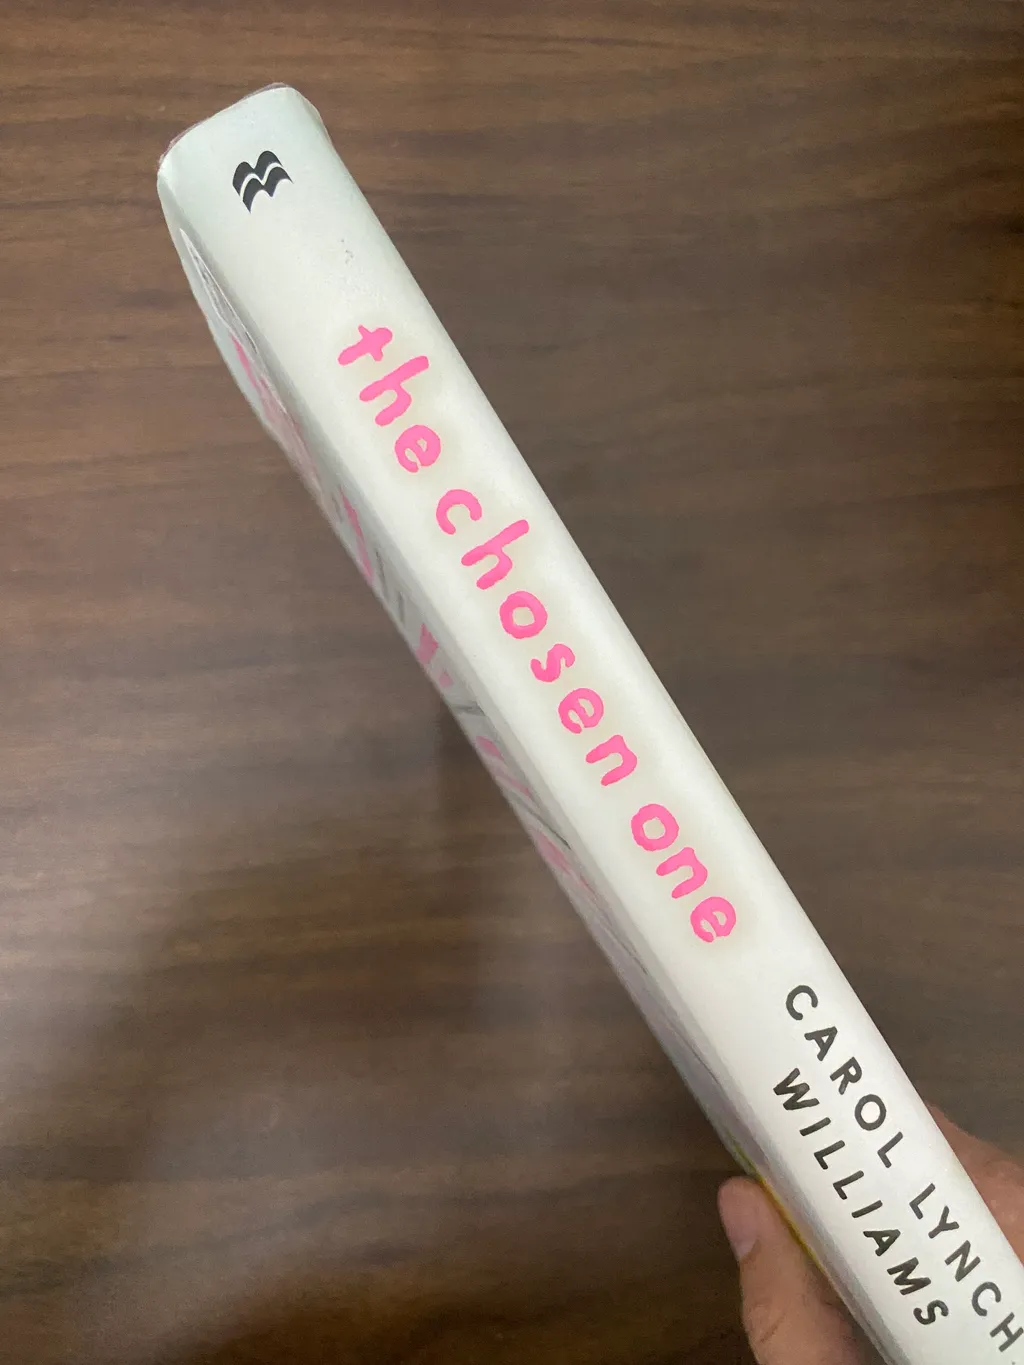 the chosen one
CAROL LYNCH
WILLIAMS